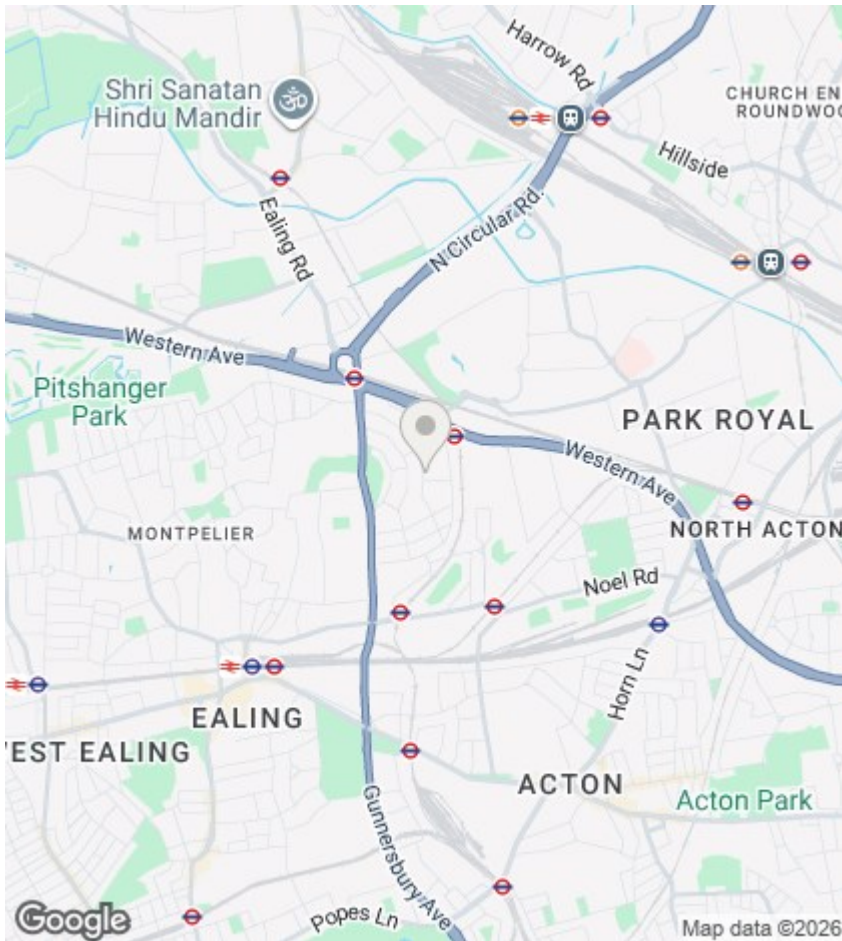 Harrow Rd
Shri Sanatan
Hindu Mandir
CHURCH EN
ROUNDWOO
Hillside
Ealing Rd
N Circular Rd.
Western Ave
Pitshanger
Park
PARK ROYAL
Western Ave
MONTPELIER
NORTH ACTON
Noel Rd
Horn Ln
EALING
EST EALING
ACTON
Acton Park
Gunnersbury Ave
Popes Ln
Google
Map data ©2026